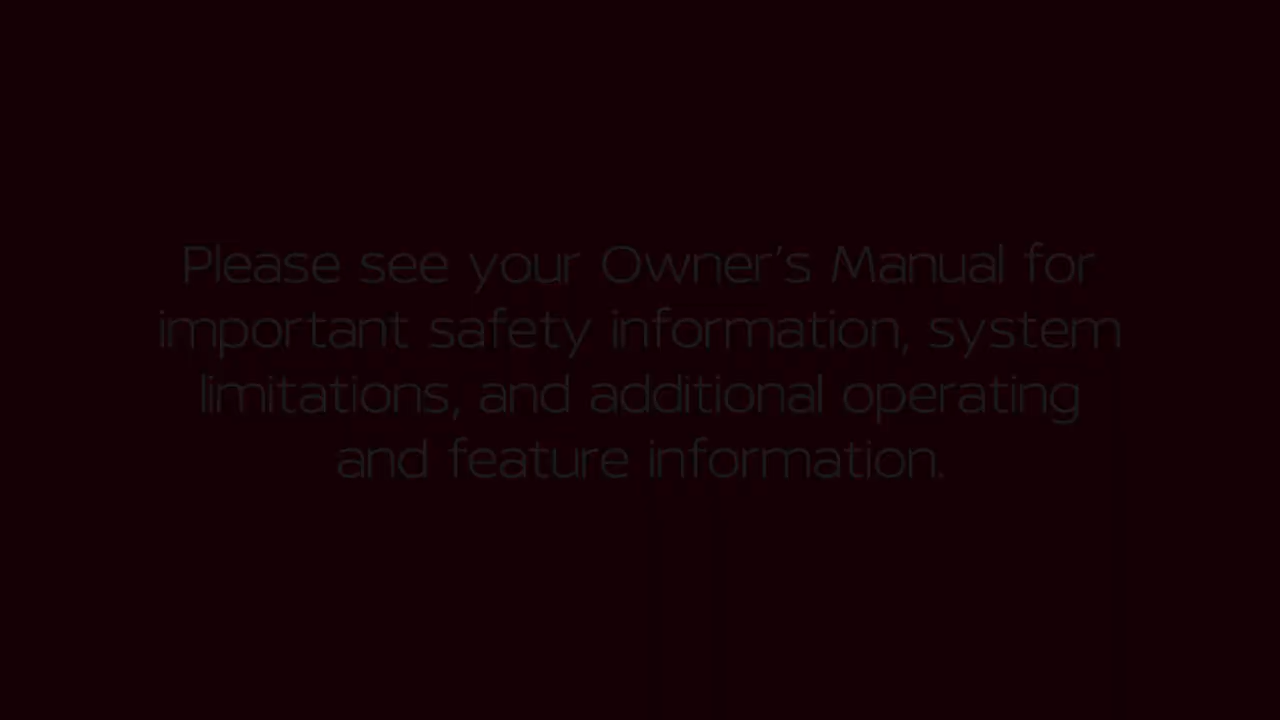 Please see your Owner's Manual for
important safety information, system
limitations, and additional operating
and feature information.